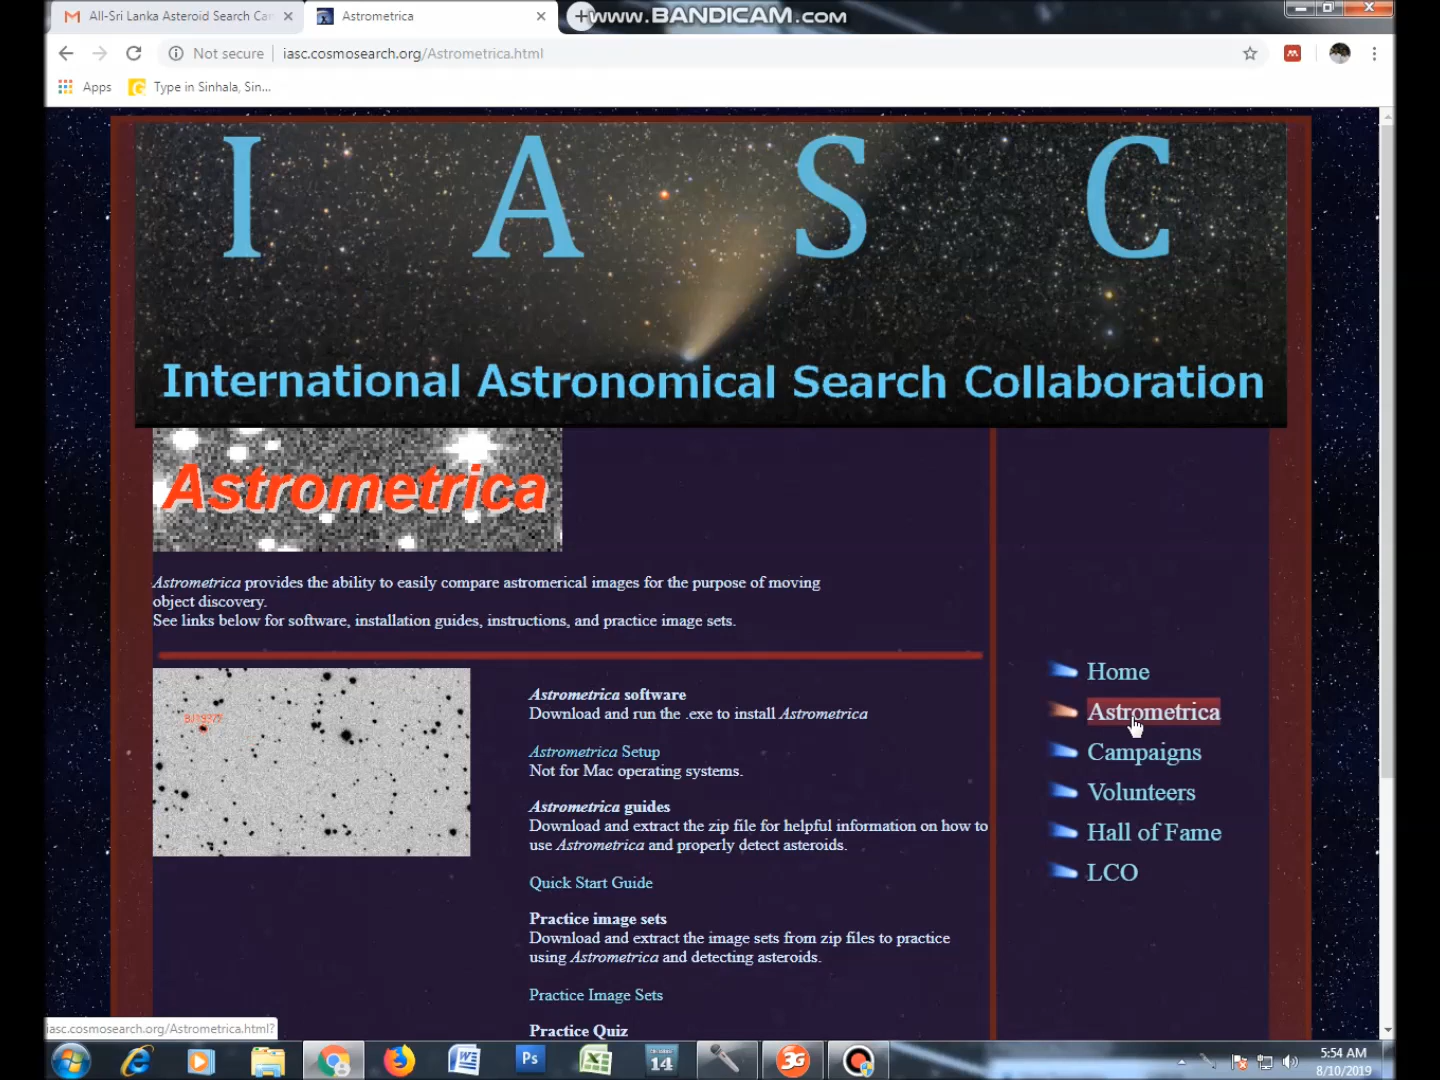 All-Sri Lanka Asteroid Search Can
Astrometrica
www.BANDICAM.com
Not secure
iasc.cosmosearch.org/Astrometrica.html
Apps
Type in Sinhala, Sin...
I A S C
International Astronomical Search Collaboration
Astrometrica
Astrometrica provides the ability to easily compare astromerical images for the purpose of moving
object discovery.
See links below for software, installation guides, instructions, and practice image sets.
Astrometrica software
Download and run the .exe to install Astrometrica
Astrometrica Setup
Not for Mac operating systems.
Astrometrica guides
Download and extract the zip file for helpful information on how to
use Astrometrica and properly detect asteroids.
Quick Start Guide
Practice image sets
Download and extract the image sets from zip files to practice
using Astrometrica and detecting asteroids.
Practice Image Sets
Practice Quiz
Home
Astrometrica
Campaigns
Volunteers
Hall of Fame
LCO
iasc.cosmosearch.org/Astrometrica.html?
Ps
14
3G
5:54 AM
8/10/2019